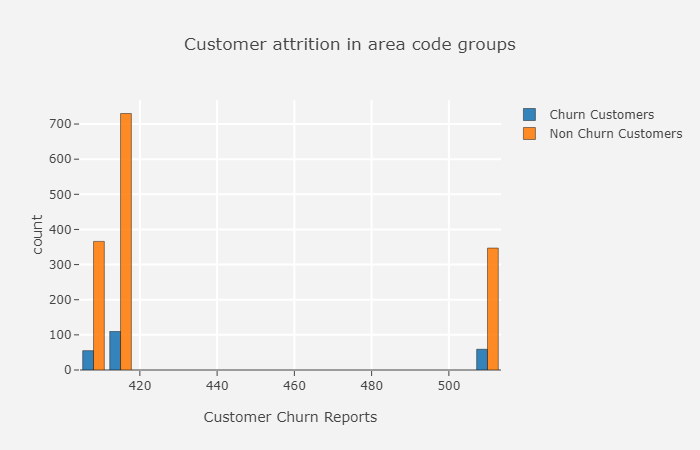 Customer attrition in area code groups
Churn Customers
Non Churn Customers
700
600
500
400
300
200
100
0
count
420
440
460
480
500
Customer Churn Reports